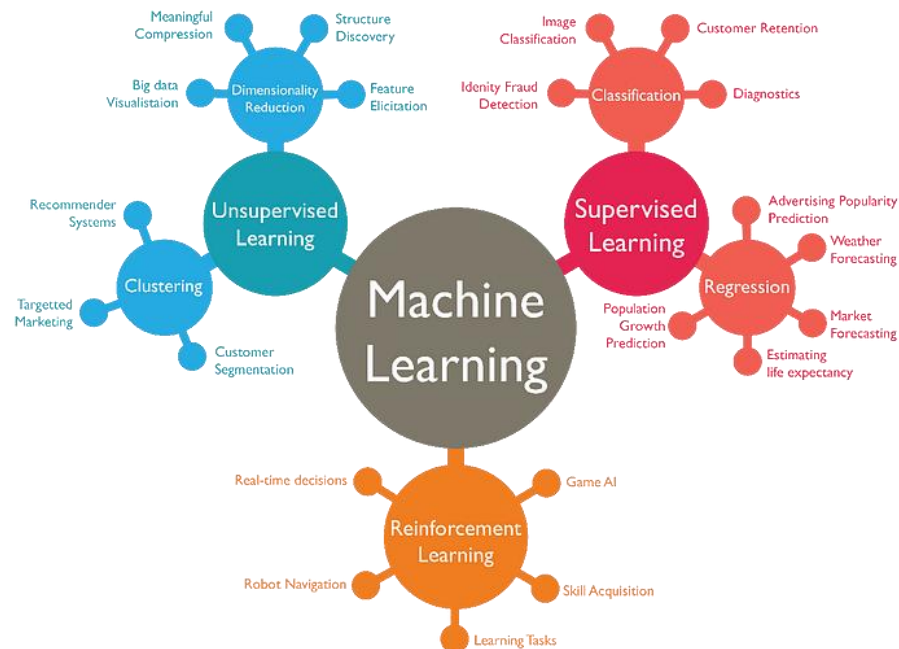 Meaningful
Compression
Structure
Discovery
Big data
Visualistaion
Dimensionality
Reduction
Feature
Elicitation
Unsupervised
Learning
Recommender
Systems
Clustering
Targetted
Marketing
Customer
Segmentation
Machine
Learning
Image
Classification
Customer Retention
Idenity Fraud
Detection
Classification
Diagnostics
Supervised
Learning
Advertising Popularity
Prediction
Weather
Forecasting
Regression
Population
Growth
Prediction
Market
Forecasting
Estimating
life expectancy
Real-time decisions
Game AI
Reinforcement
Learning
Robot Navigation
Skill Acquisition
Learning Tasks